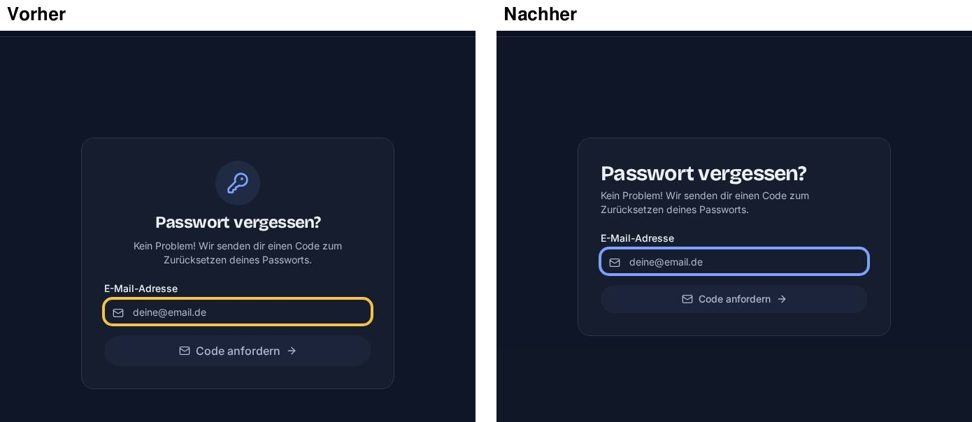 Vorher
Passwort vergessen?
Kein Problem! Wir senden dir einen Code zum
Zurücksetzen deines Passworts.
E-Mail-Adresse
deine@email.de
Code anfordern
Nachher
Passwort vergessen?
Kein Problem! Wir senden dir einen Code zum
Zurücksetzen deines Passworts.
E-Mail-Adresse
deine@email.de
Code anfordern